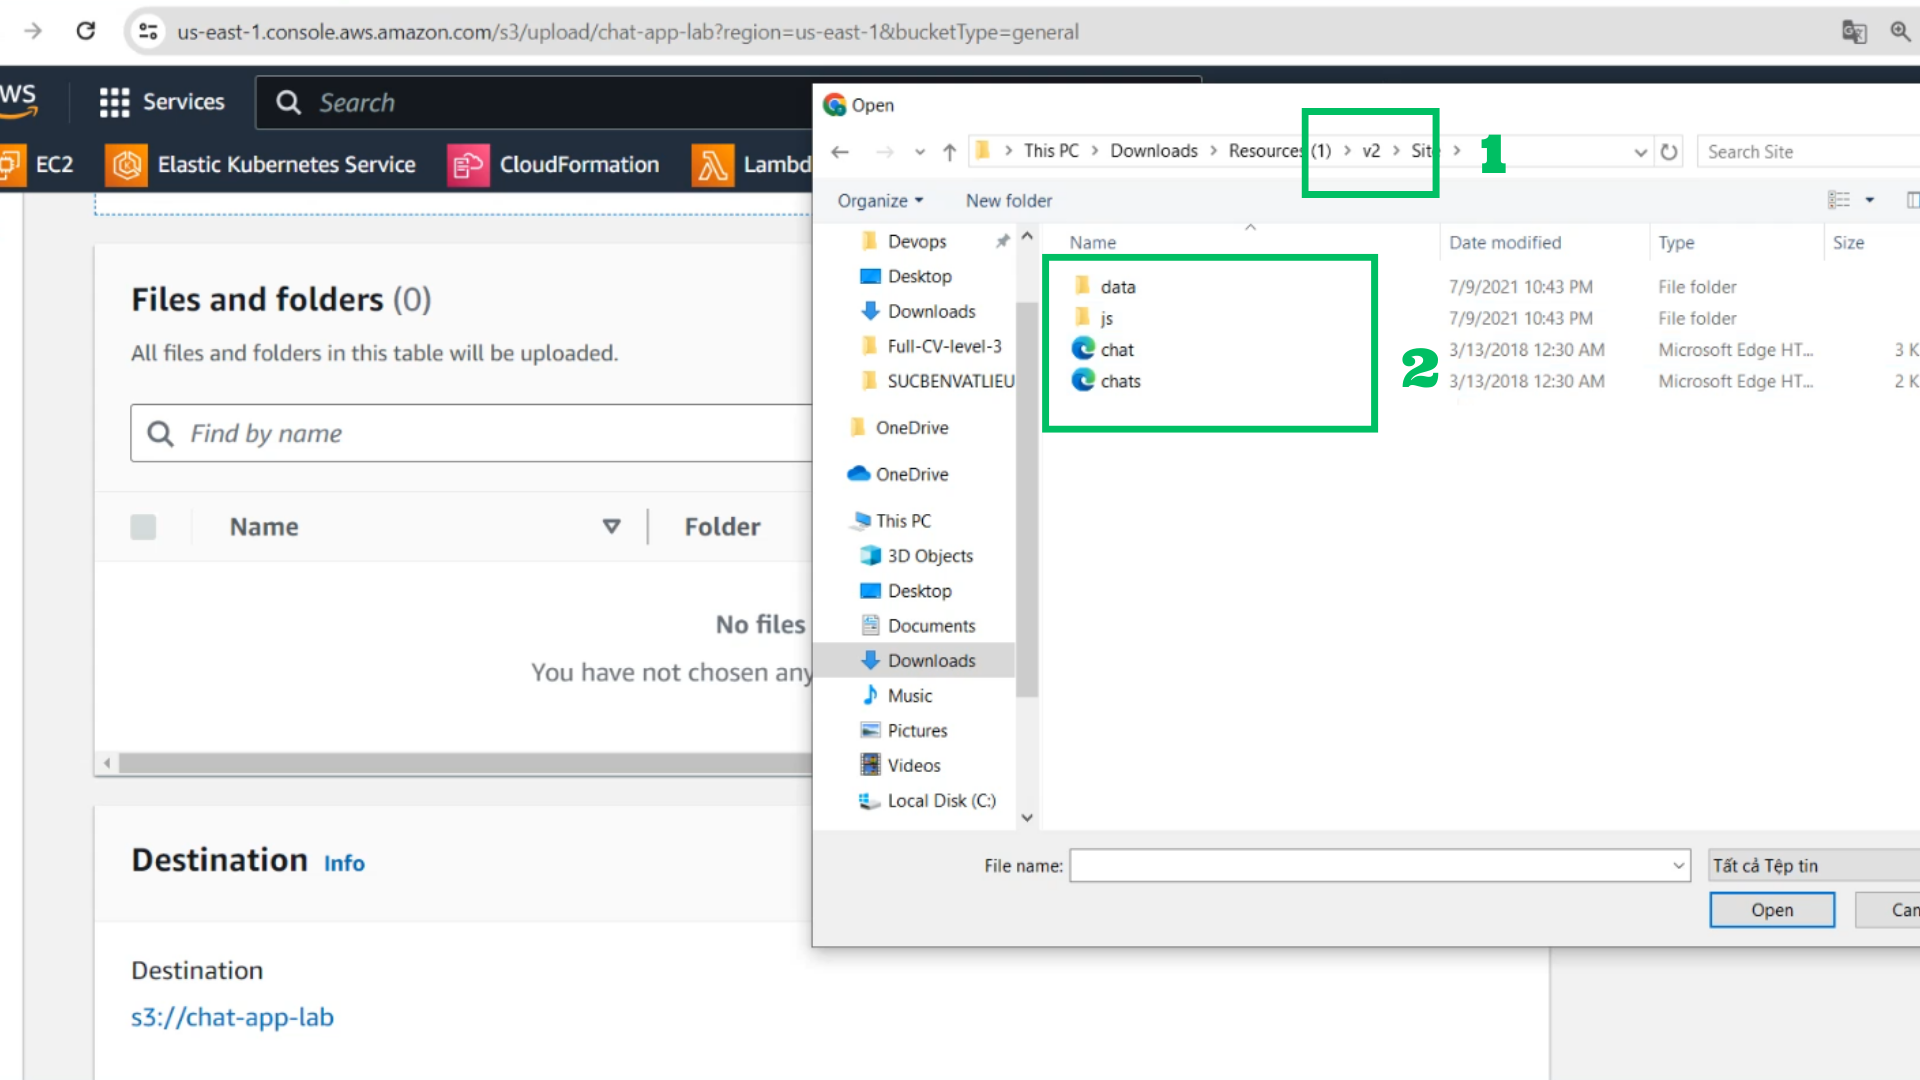 us-east-1.console.aws.amazon.com/s3/upload/chat-app-lab?region=us-east-1&bucketType=general
Services
Search
EC2
Elastic Kubernetes Service
CloudFormation
Files and folders (0)
All files and folders in this table will be uploaded.
Find by name
Name
Folder
No files
You have not chosen any
Destination Info
Destination
s3://chat-app-lab
Open
This PC > Downloads > Resources (1) > v2 > Site >
1
Search Site
Organize
New folder
Devops
Desktop
Downloads
Full-CV-level-3
SUCBENVATLIEU
OneDrive
OneDrive
This PC
3D Objects
Desktop
Documents
Downloads
Music
Pictures
Videos
Local Disk (C:)
Name Date modified Type Size
data 7/9/2021 10:43 PM File folder
js 7/9/2021 10:43 PM File folder
chat 3/13/2018 12:30 AM Microsoft Edge HT... 3 K
chats 3/13/2018 12:30 AM Microsoft Edge HT... 2 K
2
File name:
Tất cả Tệp tin
Open